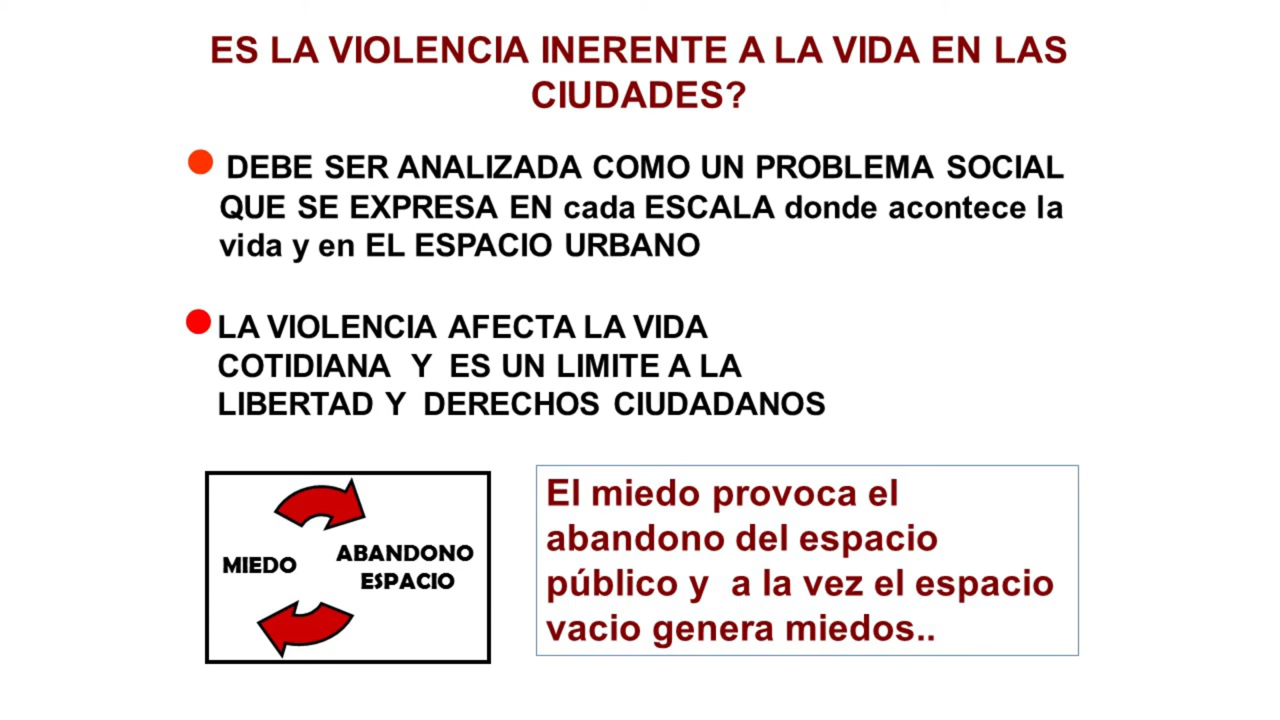 ES LA VIOLENCIA INERENTE A LA VIDA EN LAS
CIUDADES?
DEBE SER ANALIZADA COMO UN PROBLEMA SOCIAL
QUE SE EXPRESA EN cada ESCALA donde acontece la
vida y en EL ESPACIO URBANO
LA VIOLENCIA AFECTA LA VIDA
COTIDIANA Y ES UN LIMITE A LA
LIBERTAD Y DERECHOS CIUDADANOS
MIEDO
ABANDONO
ESPACIO
El miedo provoca el
abandono del espacio
público y a la vez el espacio
vacio genera miedos..